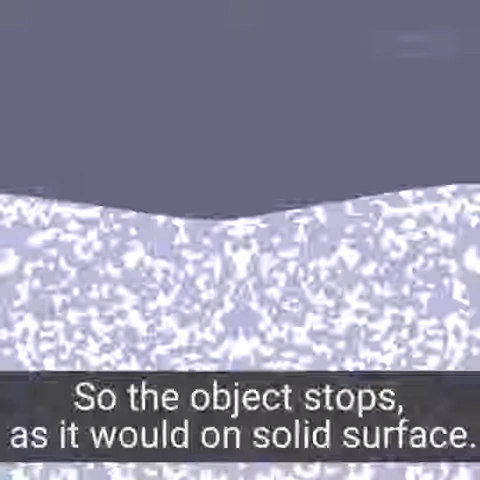 So the object stops,
as it would on solid surface.